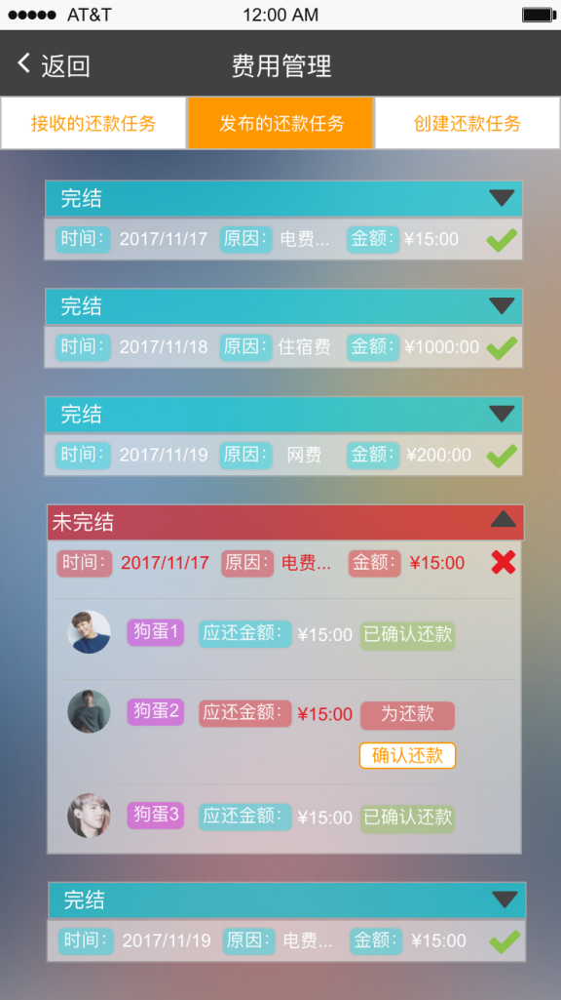 AT&T 12:00 AM
返回 费用管理
接收的还款任务 发布的还款任务 创建还款任务
完结
时间: 2017/11/17 原因: 电费... 金额: ¥15:00
完结
时间: 2017/11/18 原因: 住宿费 金额: ¥1000:00
完结
时间: 2017/11/19 原因: 网费 金额: ¥200:00
未完结
时间: 2017/11/17 原因: 电费... 金额: ¥15:00
狗蛋1 应还金额: ¥15:00 已确认还款
狗蛋2 应还金额: ¥15:00 为还款
确认还款
狗蛋3 应还金额: ¥15:00 已确认还款
完结
时间: 2017/11/19 原因: 电费... 金额: ¥15:00